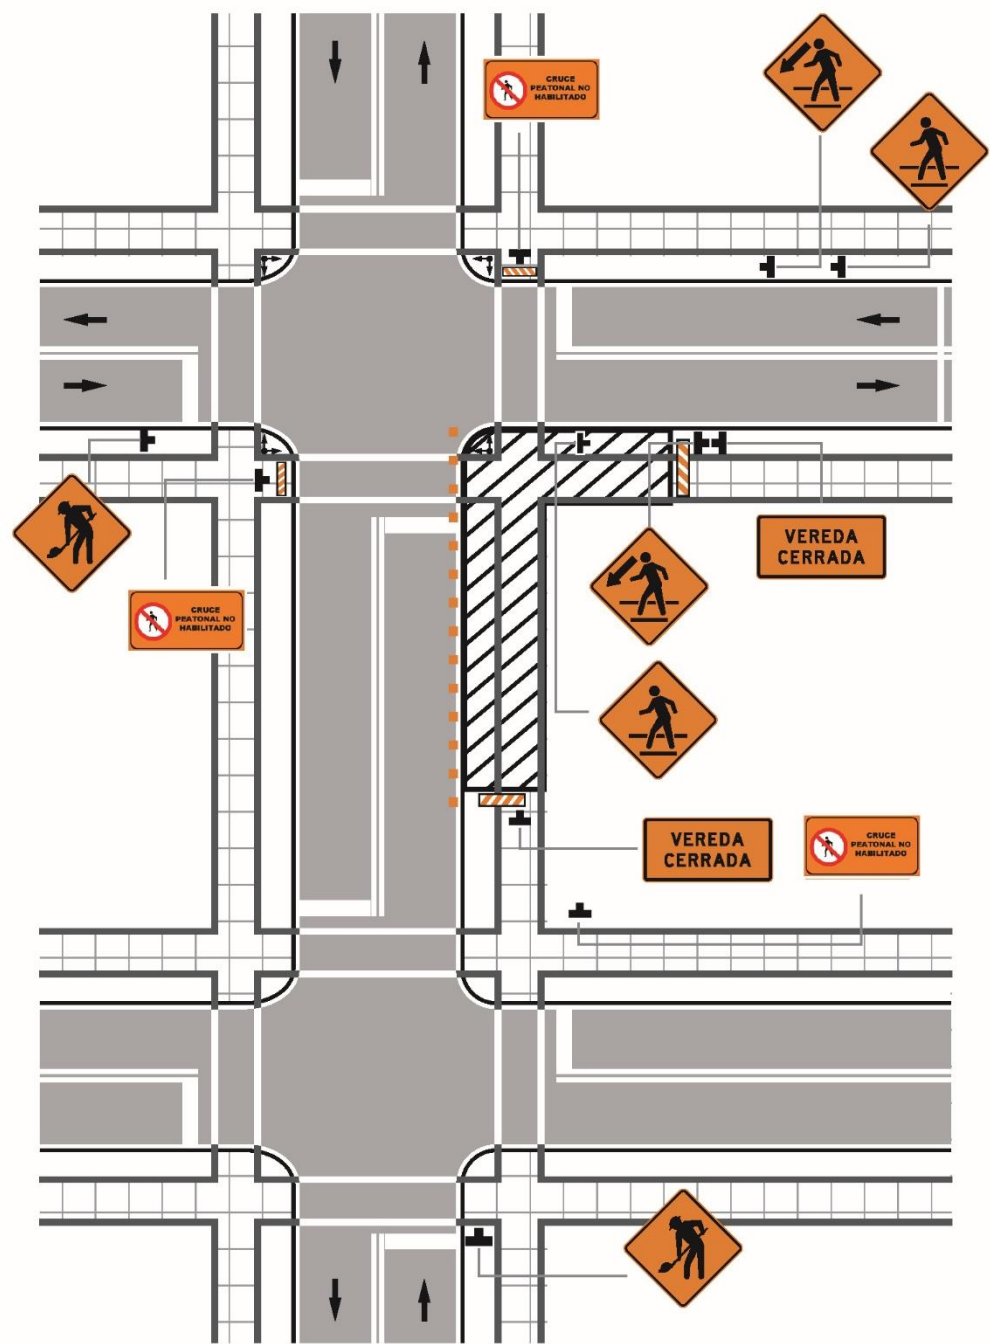 CRUCE
PEATONAL NO
HABILITADO
VEREDA
CERRADA
CRUCE
PEATONAL NO
HABILITADO
VEREDA
CERRADA
CRUCE
PEATONAL NO
HABILITADO